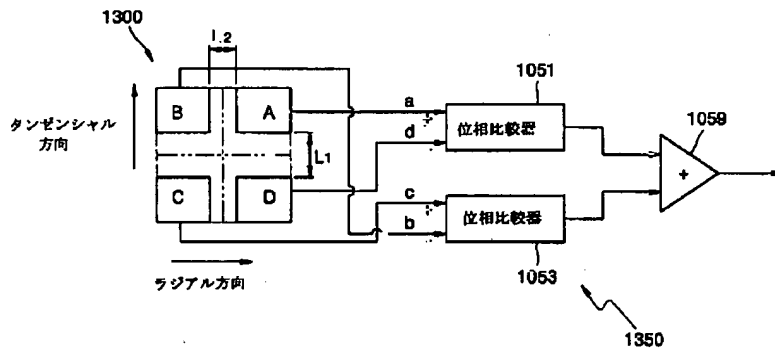 1300
L2
B
A
C
D
L1
タンゼンシャル
方向
ラジアル方向
a
d
c
b
+
-
+
-
1051
位相比較器
位相比較器
1053
1059
+
1350